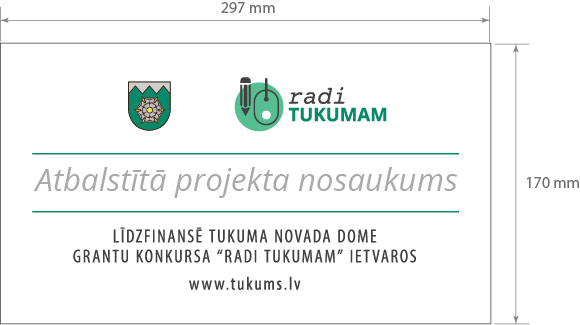 297 mm
radi
TUKUMAM
Atbalstītā projekta nosaukums
170 mm
LĪDZFINANSĒ TUKUMA NOVADA DOME
GRANTU KONKURSA “RADI TUKUMAM” IETVAROS
www.tukums.lv